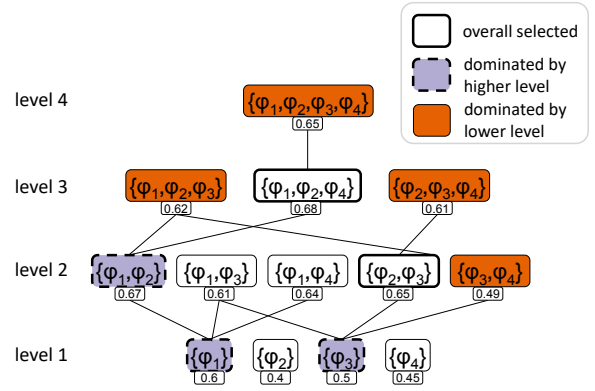 overall selected
dominated by
higher level
dominated by
lower level
level 4
{φ₁,φ₂,φ₃,φ₄}
0.65
level 3
{φ₁,φ₂,φ₃} {φ₁,φ₂,φ₄} {φ₂,φ₃,φ₄}
0.62 0.68 0.61
level 2
{φ₁,φ₂} {φ₁,φ₃} {φ₁,φ₄} {φ₂,φ₃} {φ₃,φ₄}
0.67 0.61 0.64 0.65 0.49
level 1
{φ₁} {φ₂} {φ₃} {φ₄}
0.6 0.4 0.5 0.45